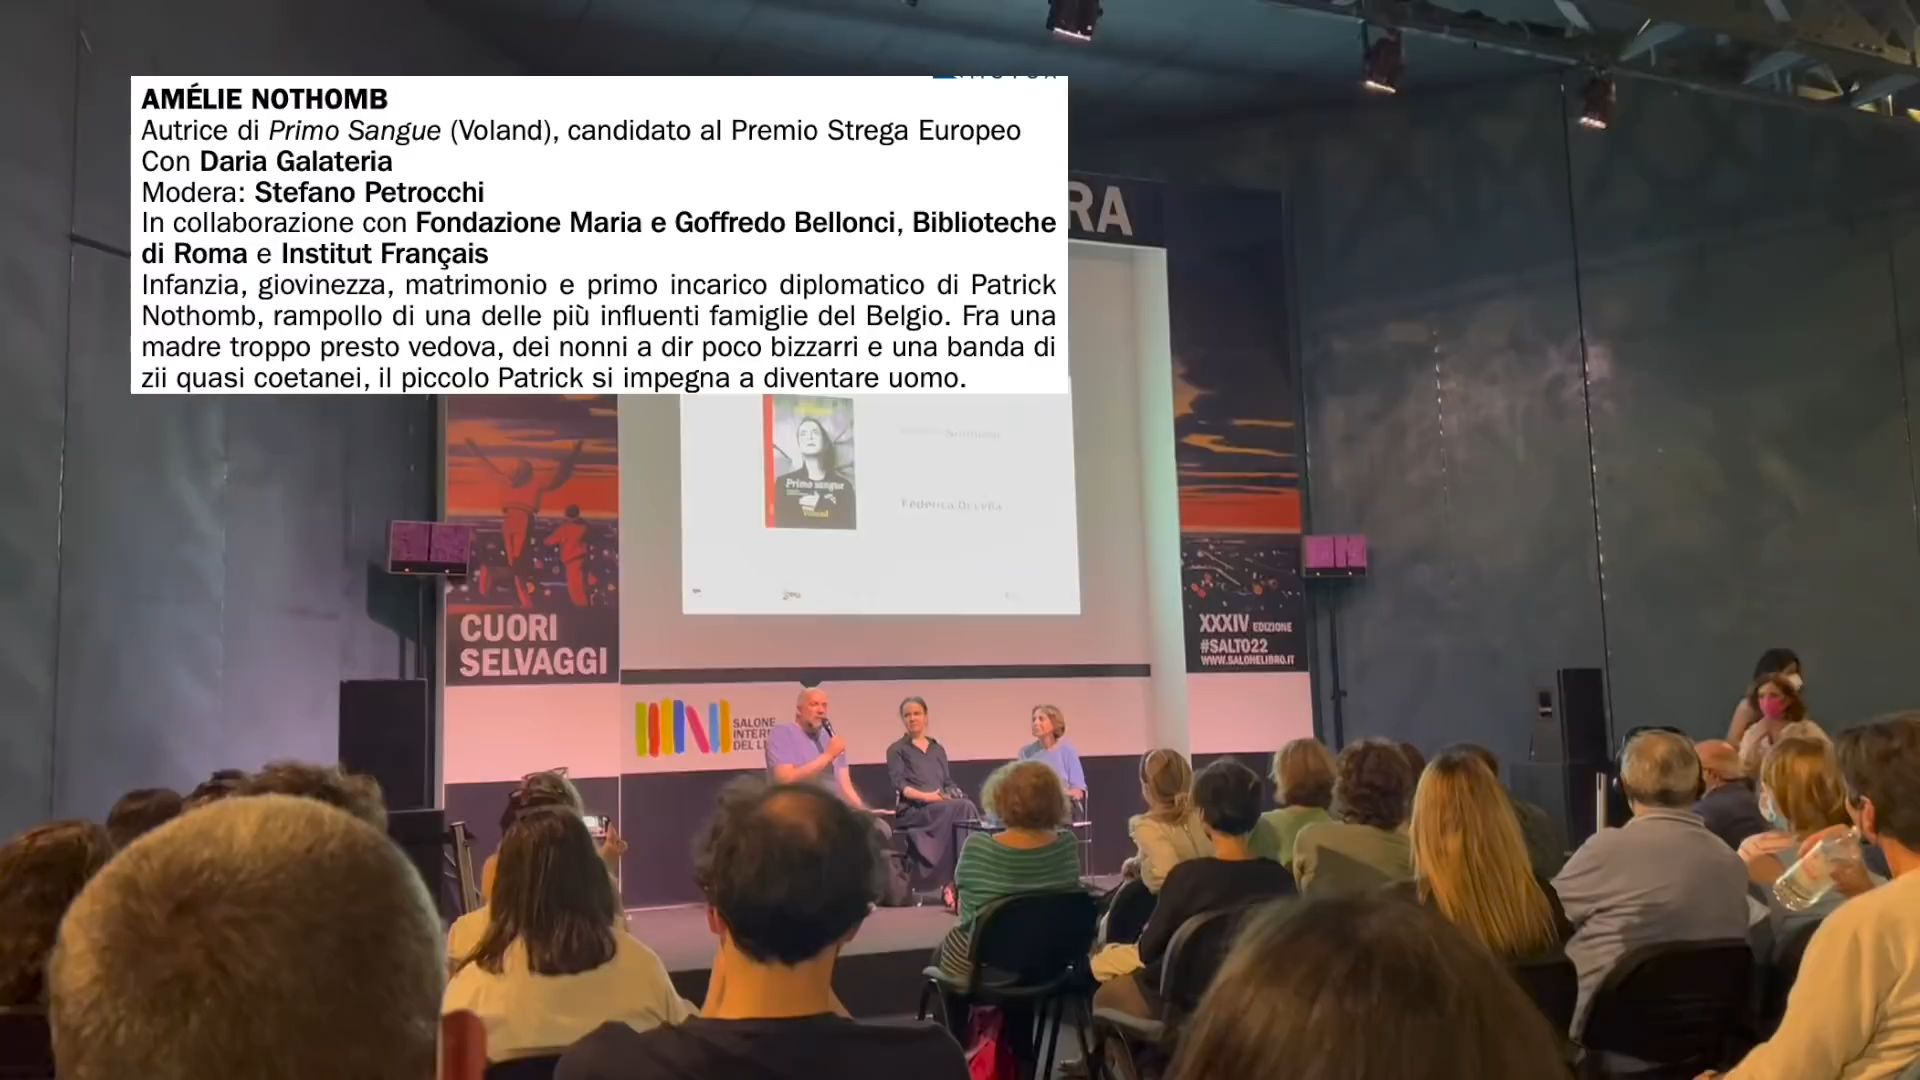 AMÉLIE NOTHOMB
Autrice di Primo Sangue (Voland), candidato al Premio Strega Europeo
Con Daria Galateria
Modera: Stefano Petrocchi
In collaborazione con Fondazione Maria e Goffredo Bellonci, Biblioteche
di Roma e Institut Français
Infanzia, giovinezza, matrimonio e primo incarico diplomatico di Patrick
Nothomb, rampollo di una delle più influenti famiglie del Belgio. Fra una
madre troppo presto vedova, dei nonni a dir poco bizzarri e una banda di
zii quasi coetanei, il piccolo Patrick si impegna a diventare uomo.
RA
Nothomb
Primo sangue
Voland
Federica Di Lella
CUORI
SELVAGGI
XXXIV EDIZIONE
#SALTO22
WWW.SALONELIBRO.IT
SALONE
INTER
DEL L